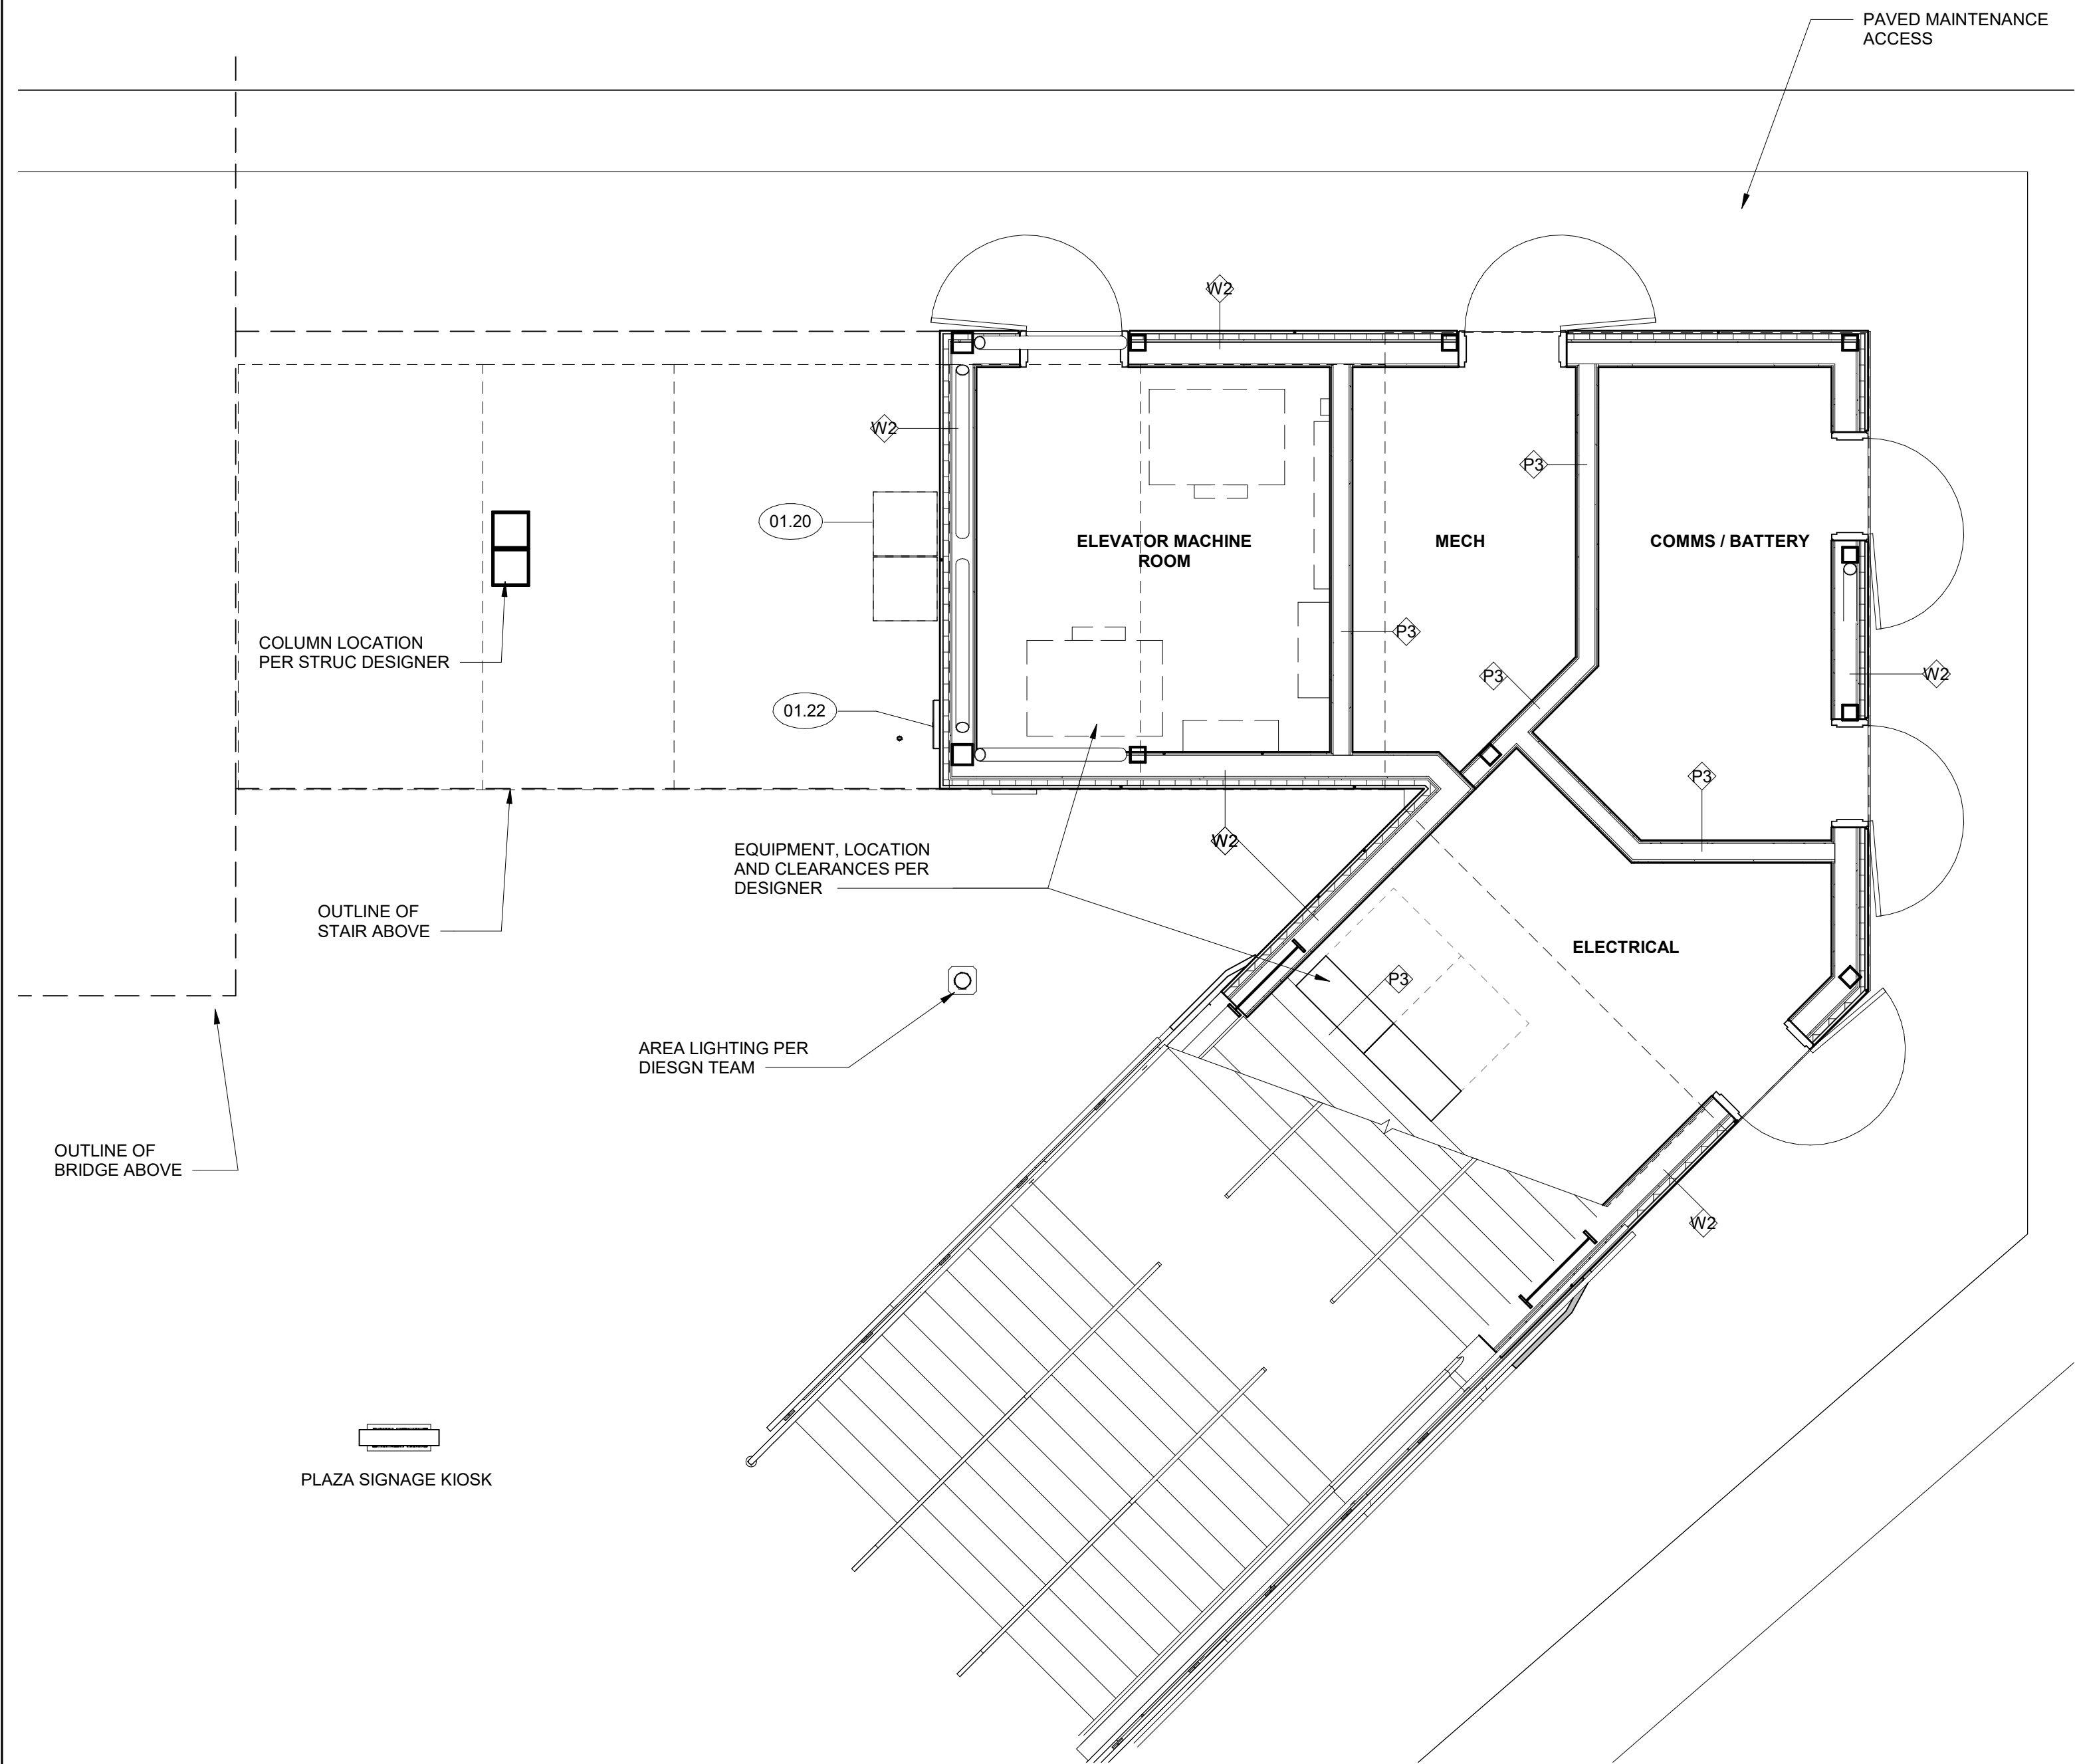 PAVED MAINTENANCE
ACCESS
W2
W2
P3
01.20
ELEVATOR MACHINE
ROOM
MECH
COMMS / BATTERY
COLUMN LOCATION
PER STRUC DESIGNER
P3
P3
W2
01.22
P3
W2
EQUIPMENT, LOCATION
AND CLEARANCES PER
DESIGNER
OUTLINE OF
STAIR ABOVE
ELECTRICAL
P3
AREA LIGHTING PER
DIESGN TEAM
OUTLINE OF
BRIDGE ABOVE
W2
PLAZA SIGNAGE KIOSK